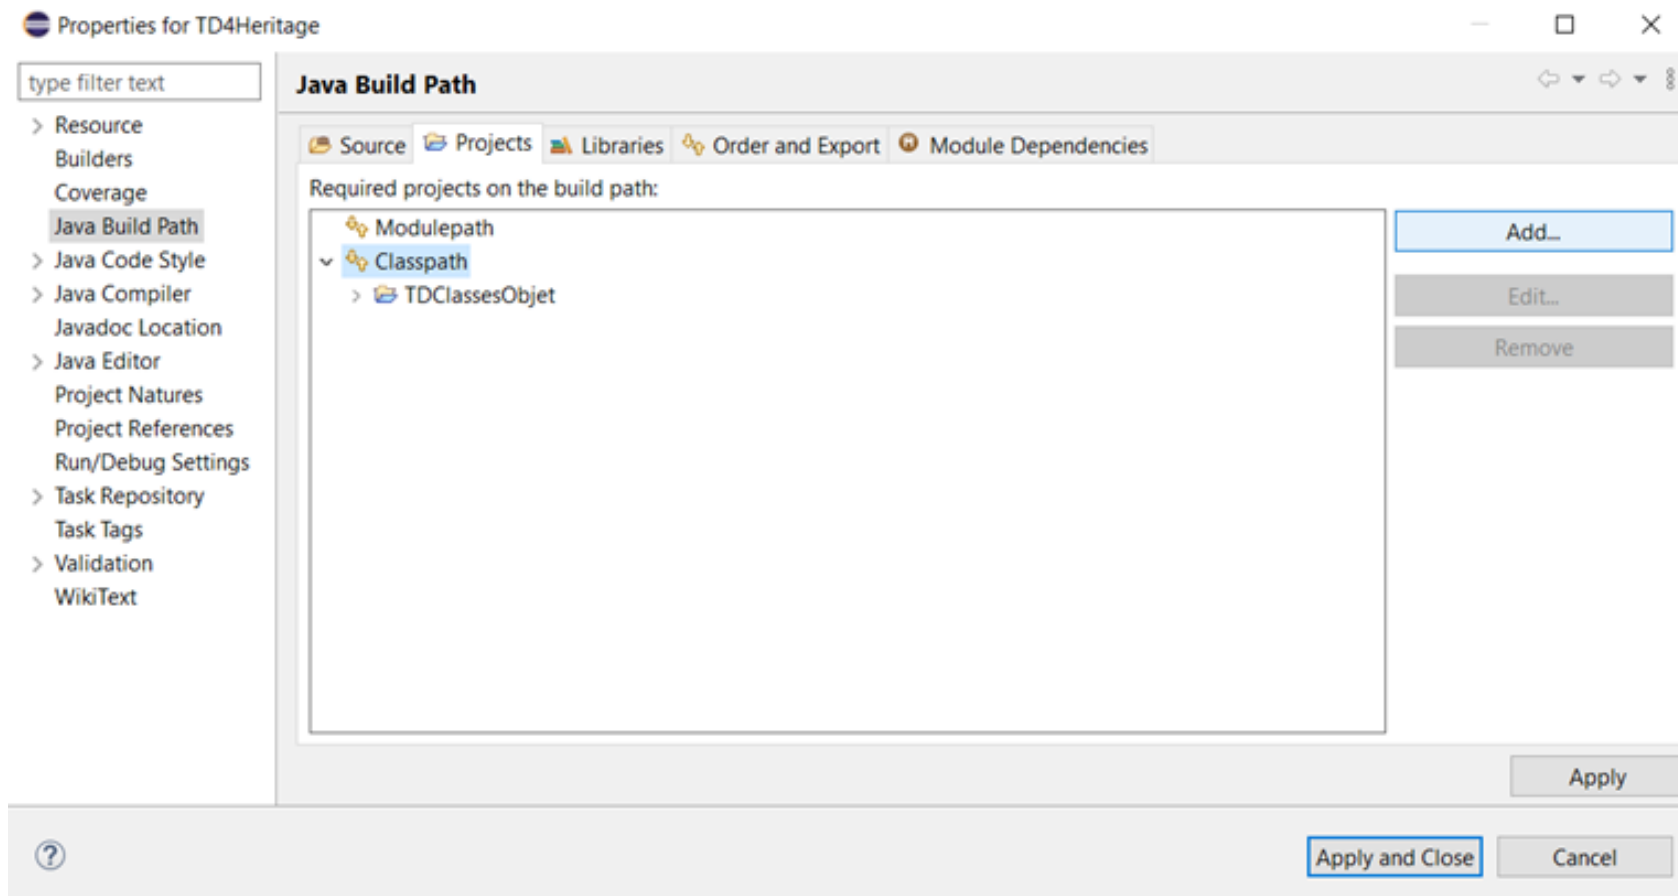 Properties for TD4Heritage
type filter text
Resource
Builders
Coverage
Java Build Path
Java Code Style
Java Compiler
Javadoc Location
Java Editor
Project Natures
Project References
Run/Debug Settings
Task Repository
Task Tags
Validation
WikiText
Java Build Path
Source Projects Libraries Order and Export Module Dependencies
Required projects on the build path:
Modulepath
Classpath
TDClassesObjet
Add...
Edit...
Remove
Apply
Apply and Close Cancel